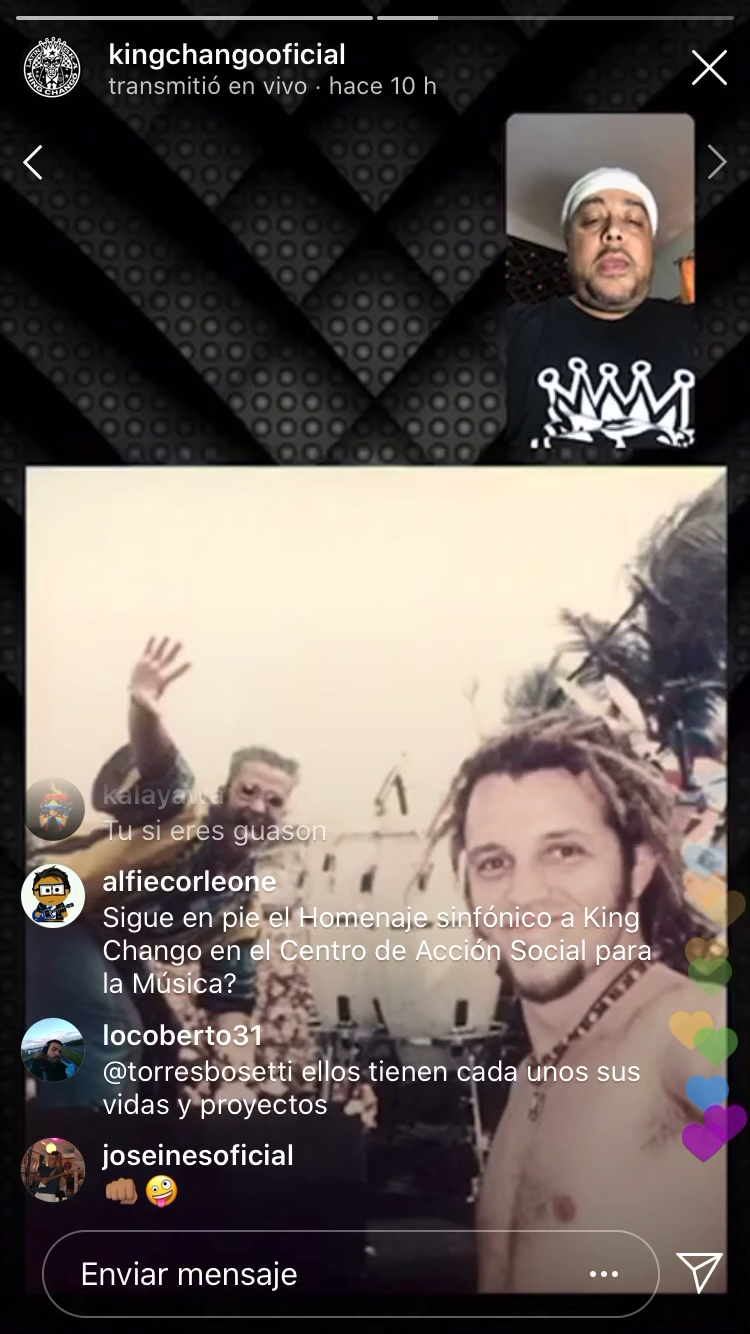 kingchangooficial
transmitió en vivo · hace 10 h
kalayawa
Tu si eres guason
alfiecorleone
Sigue en pie el Homenaje sinfónico a King
Chango en el Centro de Acción Social para
la Música?
locoberto31
@torresbosetti ellos tienen cada unos sus
vidas y proyectos
joseinesoficial
👊🏽🤪
Enviar mensaje